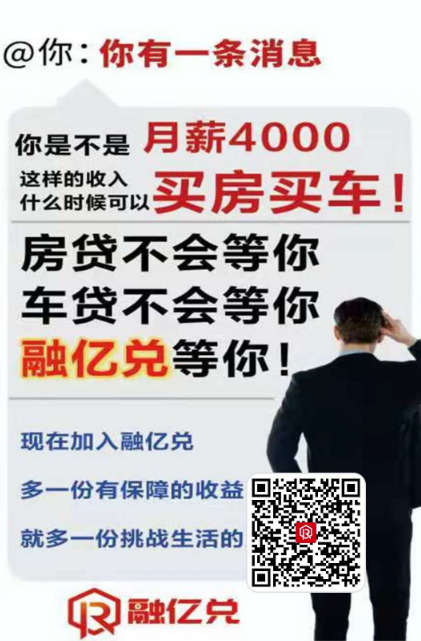 @你：你有一条消息
你是不是 月薪4000
这样的收入
什么时候可以 买房买车！
房贷不会等你
车贷不会等你
融亿兑等你！
现在加入融亿兑
多一份有保障的收益
就多一份挑战生活的
融亿兑